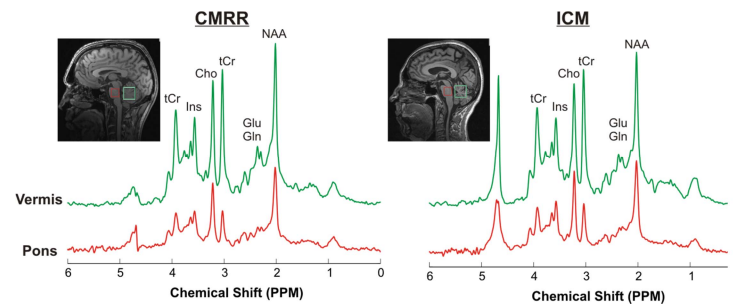 CMRR
ICM
NAA
tCr
Cho
tCr
Ins
Glu
Gln
NAA
tCr
Cho
tCr
Ins
Glu
Gln
Vermis
Pons
6 5 4 3 2 1 0
6 5 4 3 2 1
Chemical Shift (PPM)
Chemical Shift (PPM)